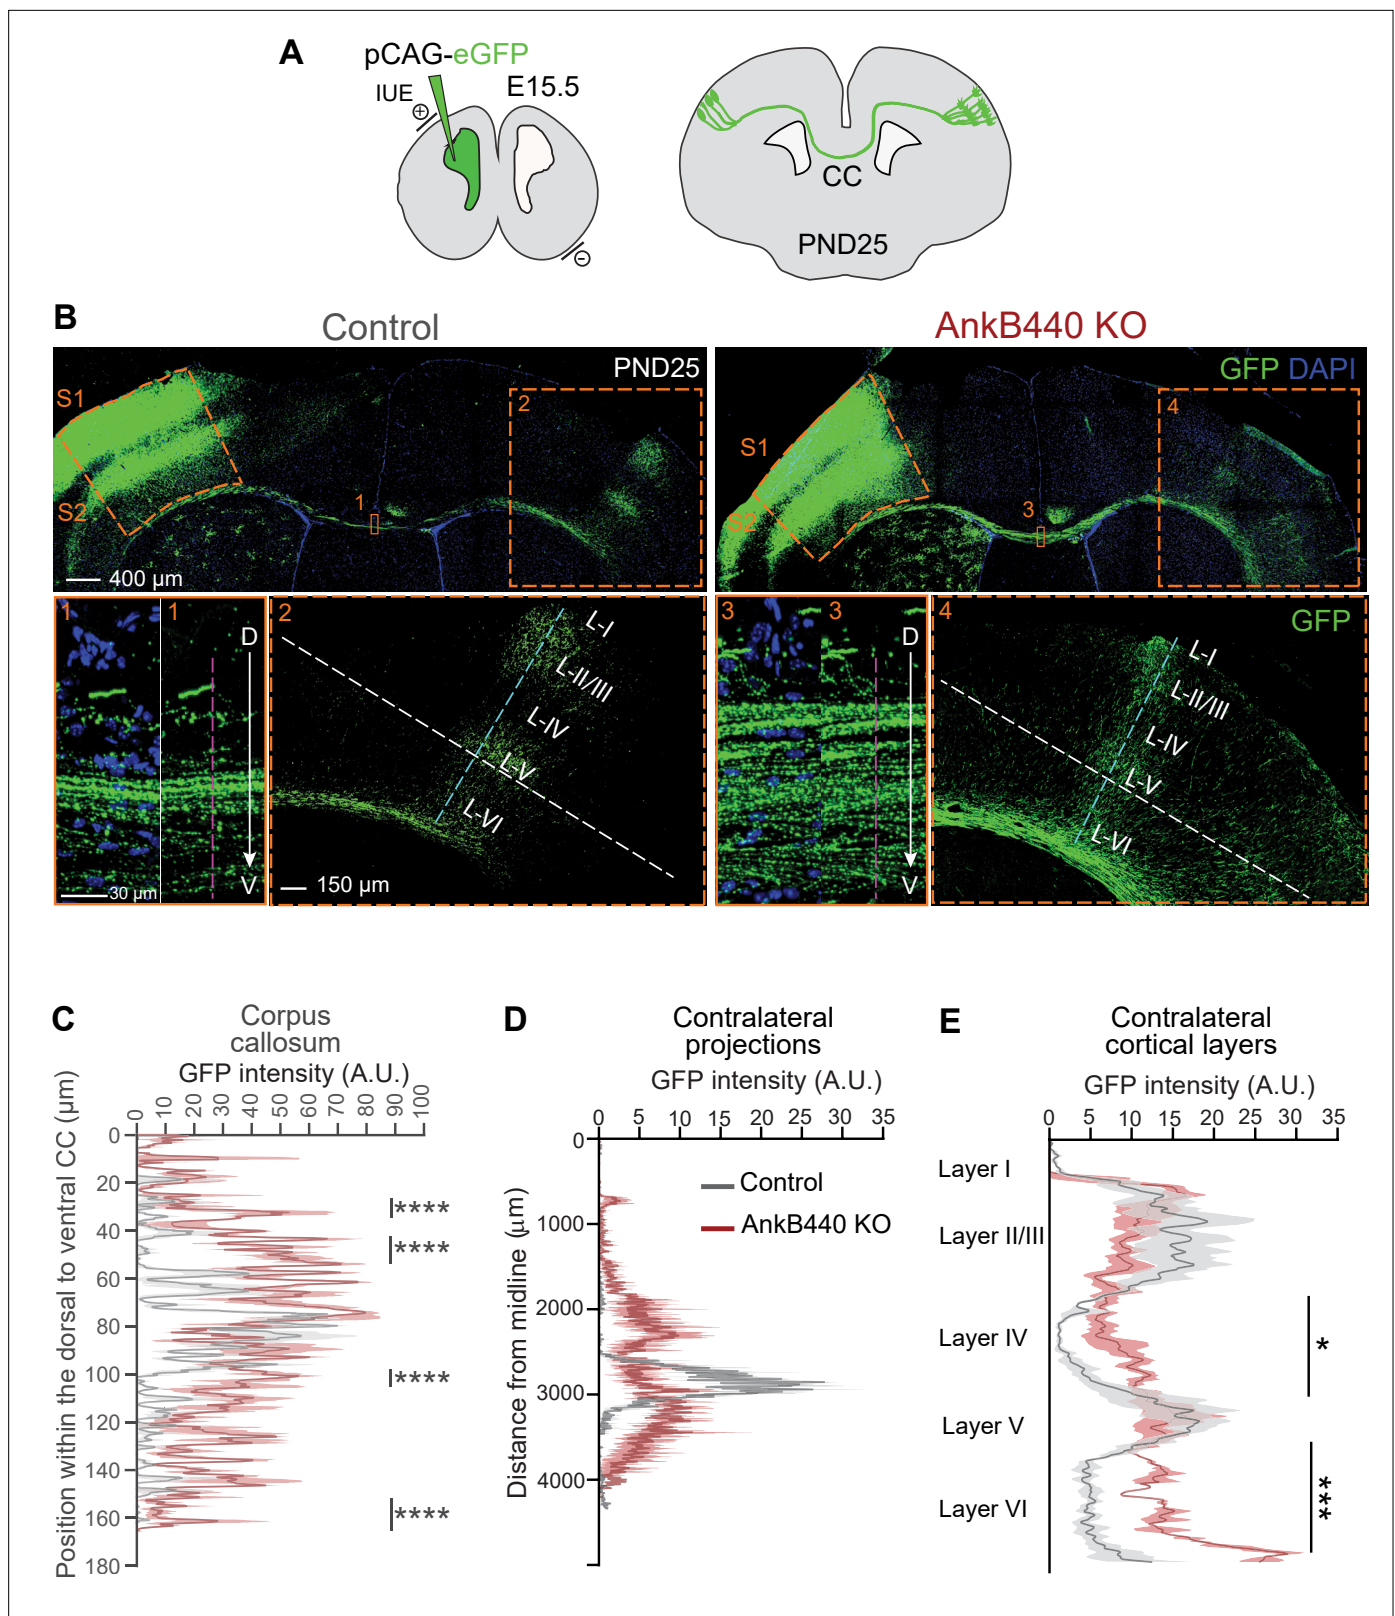 A
pCAG-eGFP
IUE
E15.5
+
-
CC
PND25
B
Control
AnkB440 KO
PND25
GFP DAPI
S1
S2
1
2
400 µm
S1
S2
3
4
1
1
D
V
30 µm
2
L-I
L-II/III
L-IV
L-V
L-VI
150 µm
3
3
D
V
4
GFP
L-I
L-II/III
L-IV
L-V
L-VI
C
Corpus
callosum
GFP intensity (A.U.)
0 10 20 30 40 50 60 70 80 90 100
Position within the dorsal to ventral CC (µm)
0
20
40
60
80
100
120
140
160
180
****
****
****
****
D
Contralateral
projections
GFP intensity (A.U.)
0 5 10 15 20 25 30 35
Distance from midline (µm)
0
1000
2000
3000
4000
Control
AnkB440 KO
E
Contralateral
cortical layers
GFP intensity (A.U.)
0 5 10 15 20 25 30 35
Layer I
Layer II/III
Layer IV
Layer V
Layer VI
*
***